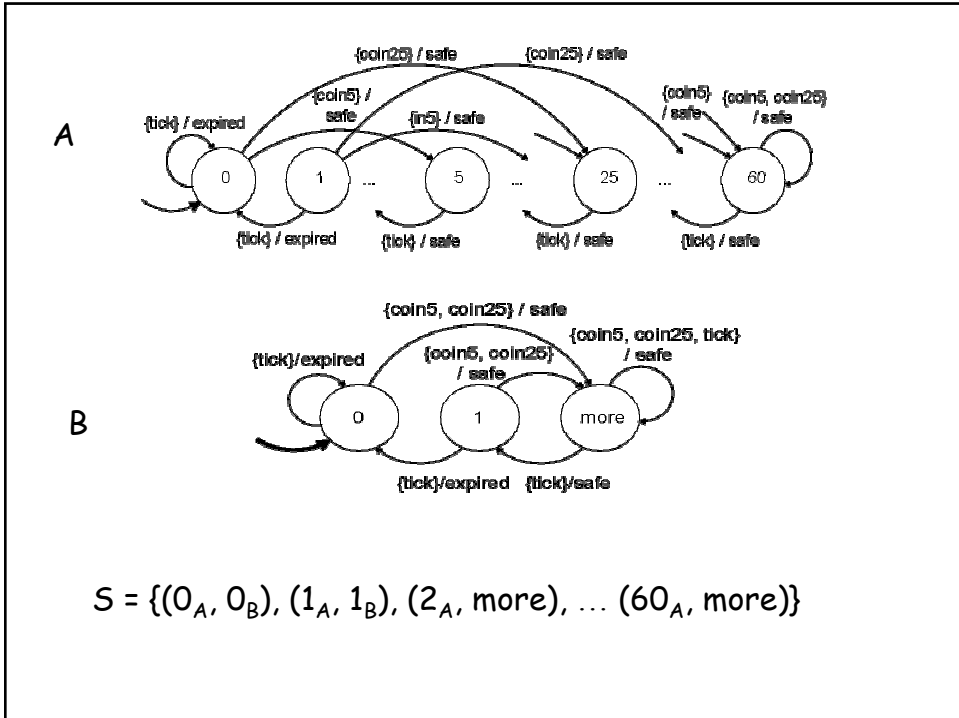 {coin25} / safe
{coin25} / safe
{coin5} /
safe
{in5} / safe
{coin5}
/ safe
{coin5, coin25}
/ safe
{tick} / expired
A
0
1
...
5
...
25
...
60
{tick} / expired
{tick} / safe
{tick} / safe
{tick} / safe
{coin5, coin25} / safe
{coin5, coin25, tick}
/ safe
{coin5, coin25}
/ safe
{tick}/expired
B
0
1
more
{tick}/expired
{tick}/safe
S = {(0A, 0B), (1A, 1B), (2A, more), … (60A, more)}